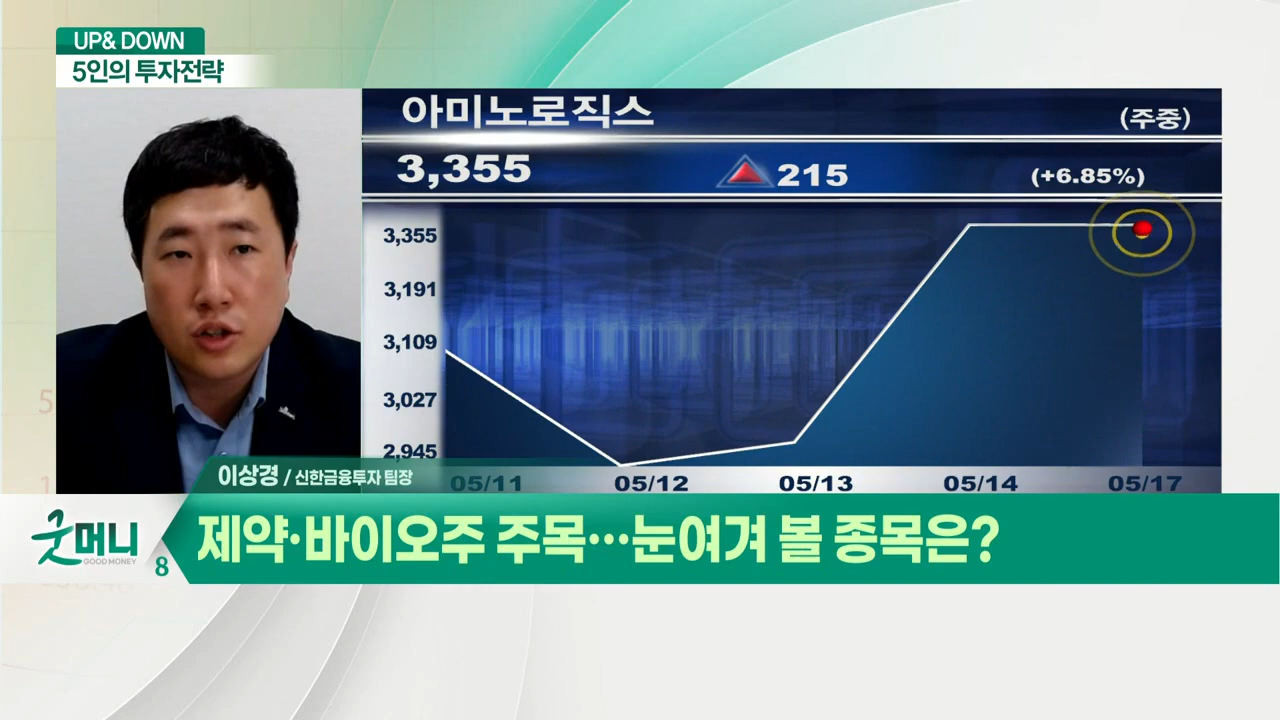 UP& DOWN
5인의 투자전략
아미노로직스 (주중)
3,355 ▲ 215 (+6.85%)
3,355
3,191
3,109
3,027
2,945
05/11 05/12 05/13 05/14 05/17
이상경 / 신한금융투자 팀장
굿머니
GOOD MONEY
8
제약·바이오주 주목…눈여겨 볼 종목은?